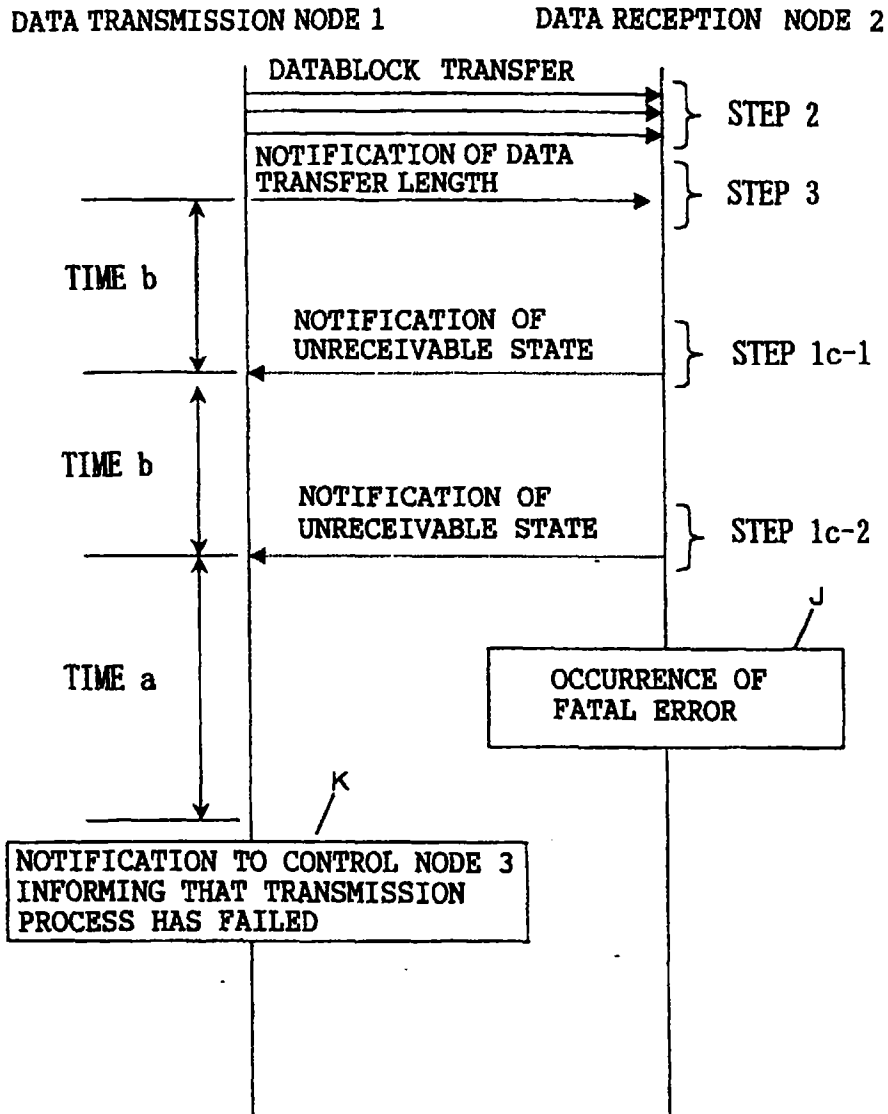 DATA TRANSMISSION NODE 1
DATA RECEPTION NODE 2
DATABLOCK TRANSFER
STEP 2
NOTIFICATION OF DATA
TRANSFER LENGTH
STEP 3
TIME b
NOTIFICATION OF
UNRECEIVABLE STATE
STEP 1c-1
TIME b
NOTIFICATION OF
UNRECEIVABLE STATE
STEP 1c-2
J
TIME a
OCCURRENCE OF
FATAL ERROR
K
NOTIFICATION TO CONTROL NODE 3
INFORMING THAT TRANSMISSION
PROCESS HAS FAILED